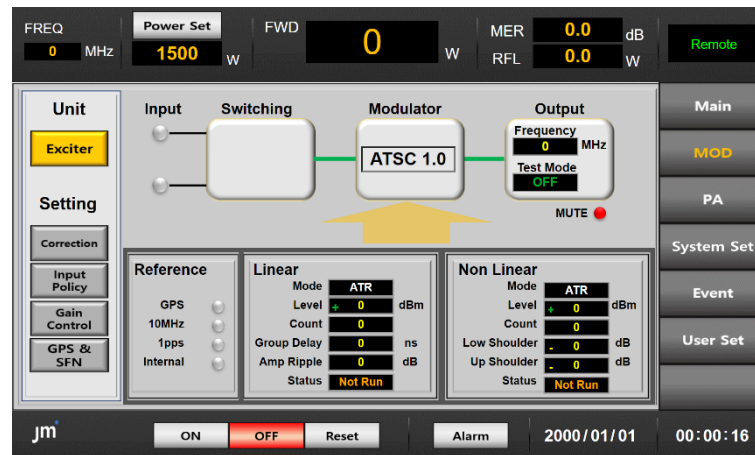 FREQ
0 MHz
Power Set
1500 W
FWD
0 W
MER 0.0 dB
RFL 0.0 W
Remote
Unit
Exciter
Setting
Correction
Input
Policy
Gain
Control
GPS &
SFN
Input
Switching
Modulator
ATSC 1.0
Output
Frequency
0 MHz
Test Mode
OFF
MUTE
Reference
GPS
10MHz
1pps
Internal
Linear
Mode ATR
Level + 0 dBm
Count 0
Group Delay 0 ns
Amp Ripple 0 dB
Status Not Run
Non Linear
Mode ATR
Level + 0 dBm
Count 0
Low Shoulder - 0 dB
Up Shoulder - 0 dB
Status Not Run
Main
MOD
PA
System Set
Event
User Set
JM
ON
OFF
Reset
Alarm
2000/01/01
00:00:16